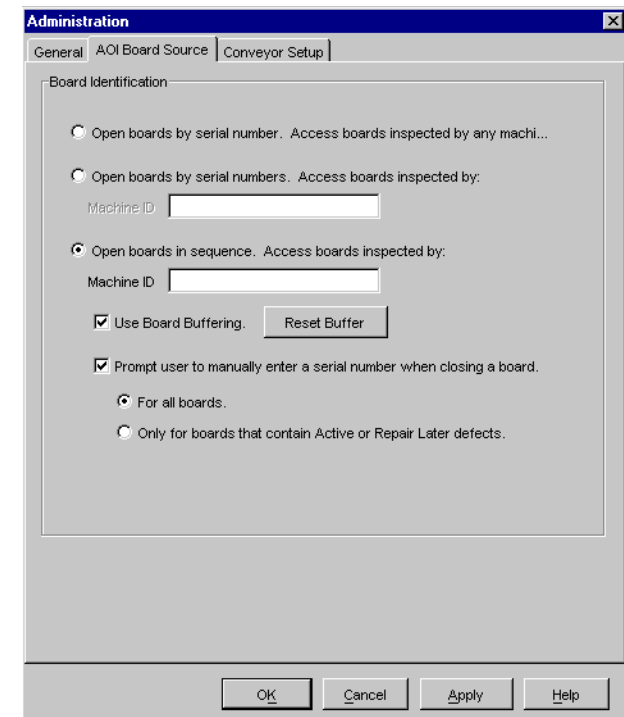 Administration
General AOI Board Source Conveyor Setup
Board Identification
Open boards by serial number. Access boards inspected by any machi...
Open boards by serial numbers. Access boards inspected by:
Machine ID
Open boards in sequence. Access boards inspected by:
Machine ID
Use Board Buffering. Reset Buffer
Prompt user to manually enter a serial number when closing a board.
For all boards.
Only for boards that contain Active or Repair Later defects.
OK Cancel Apply Help